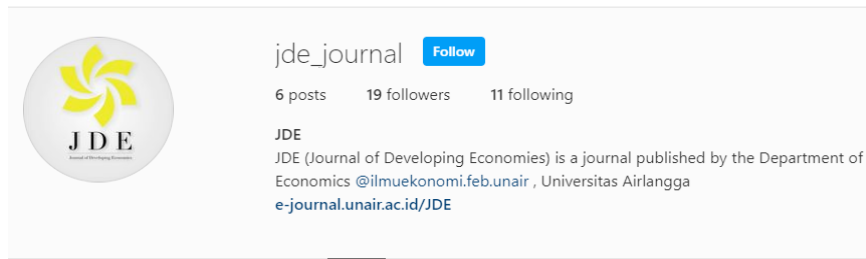 jde_journal Follow
6 posts 19 followers 11 following
JDE
JDE (Journal of Developing Economies) is a journal published by the Department of
Economics @ilmuekonomi.feb.unair , Universitas Airlangga
e-journal.unair.ac.id/JDE
J D E
Journal of Developing Economies